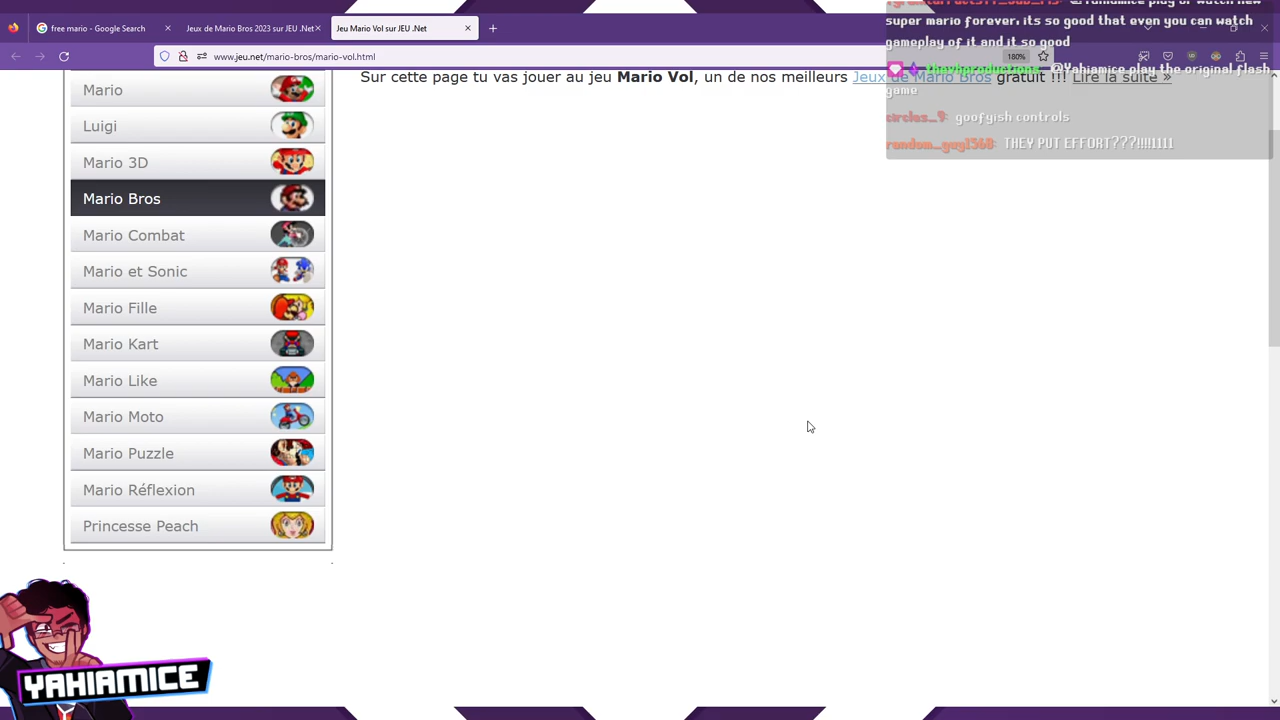 free mario
Jeux de Mario Bros 2023 sur JEU .Net
Jeu Mario Vol sur JEU .Net
www.jeu.net/mario-bros/mario-vol.html
180%
super mario forever, its so good that even you can watch
gameplay of it and it so good
@Yahiamice play the original flash
game
circles_9: goofyish controls
random_guy1560: THEY PUT EFFORT???!!!!1111
Sur cette page tu vas jouer au jeu Mario Vol, un de nos meilleurs Jeux de Mario Bros gratuit !!! Lire la suite »
Mario
Luigi
Mario 3D
Mario Bros
Mario Combat
Mario et Sonic
Mario Fille
Mario Kart
Mario Like
Mario Moto
Mario Puzzle
Mario Réflexion
Princesse Peach
YAHIAMICE